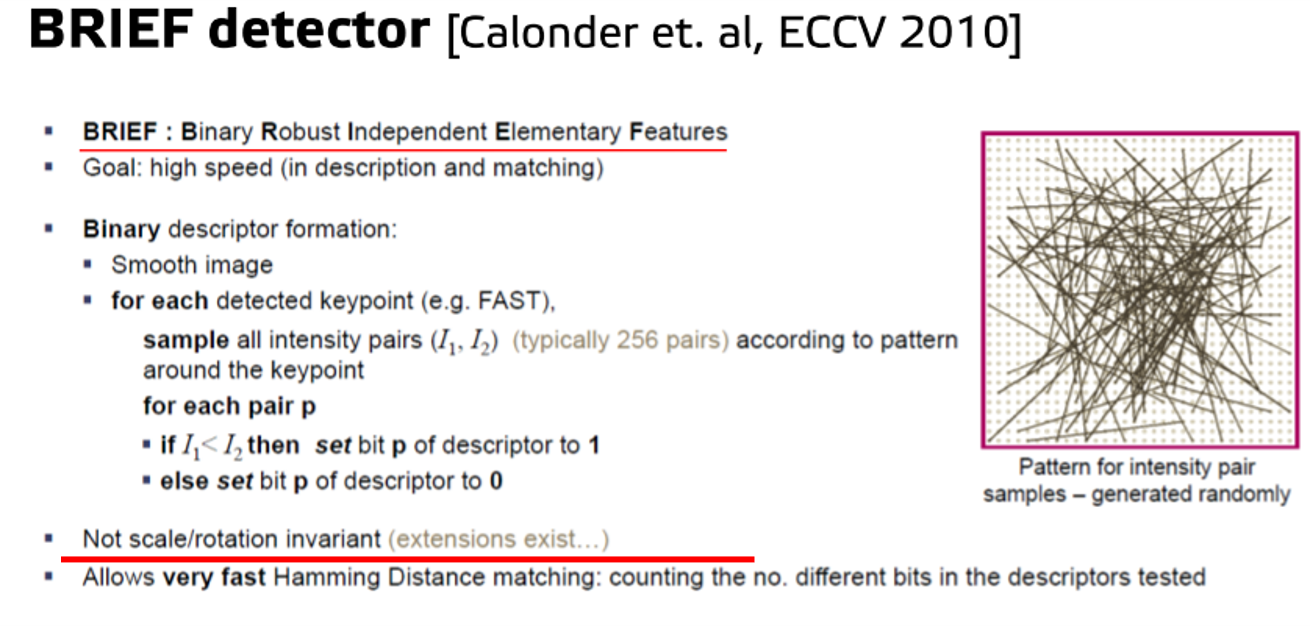 BRIEF detector [Calonder et. al, ECCV 2010]
▪ BRIEF : Binary Robust Independent Elementary Features
▪ Goal: high speed (in description and matching)
▪ Binary descriptor formation:
▪ Smooth image
▪ for each detected keypoint (e.g. FAST),
sample all intensity pairs (I₁, I₂) (typically 256 pairs) according to pattern
around the keypoint
for each pair p
▪ if I₁< I₂ then set bit p of descriptor to 1
▪ else set bit p of descriptor to 0
Pattern for intensity pair
samples – generated randomly
▪ Not scale/rotation invariant (extensions exist...)
▪ Allows very fast Hamming Distance matching: counting the no. different bits in the descriptors tested